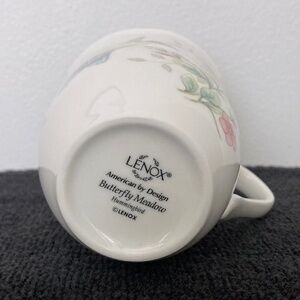 LENOX®
American by Design
Butterfly Meadow
Hummingbird
©LENOX